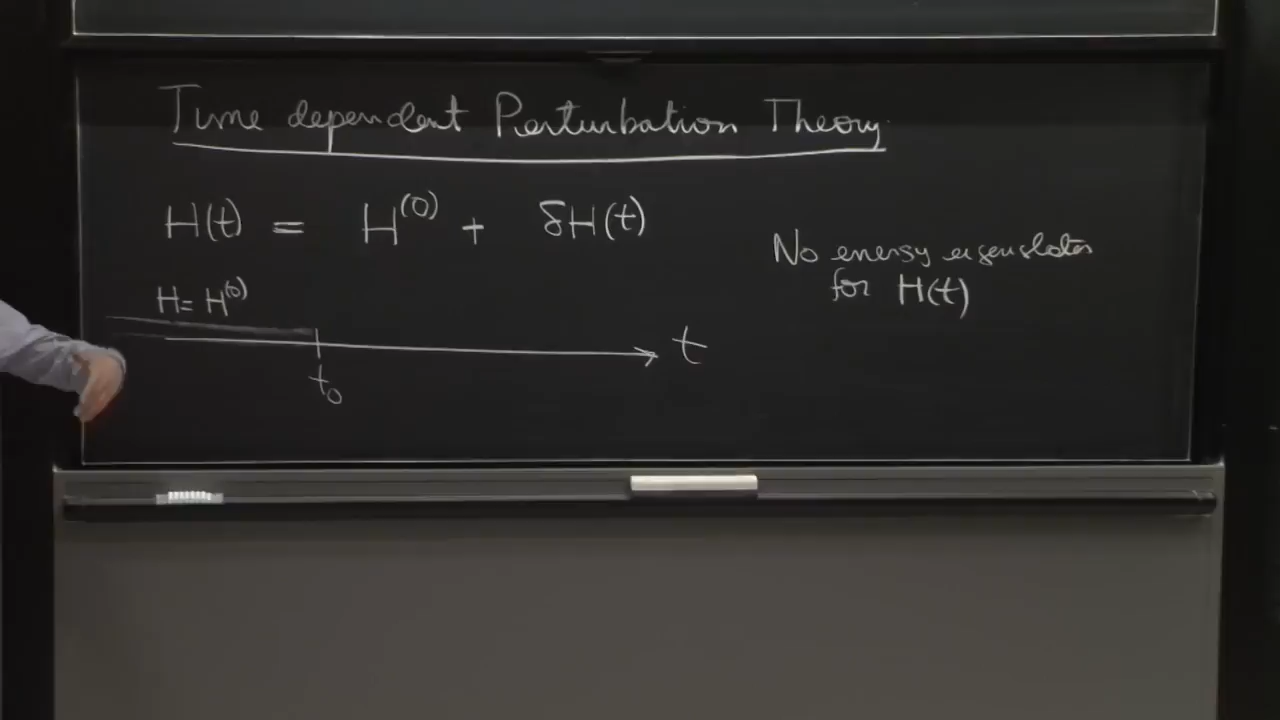 Time dependent Perturbation Theory.
H(t) = H⁽⁰⁾ + δH(t)
No energy eigenstates
for H(t)
H = H⁽⁰⁾
t
t₀